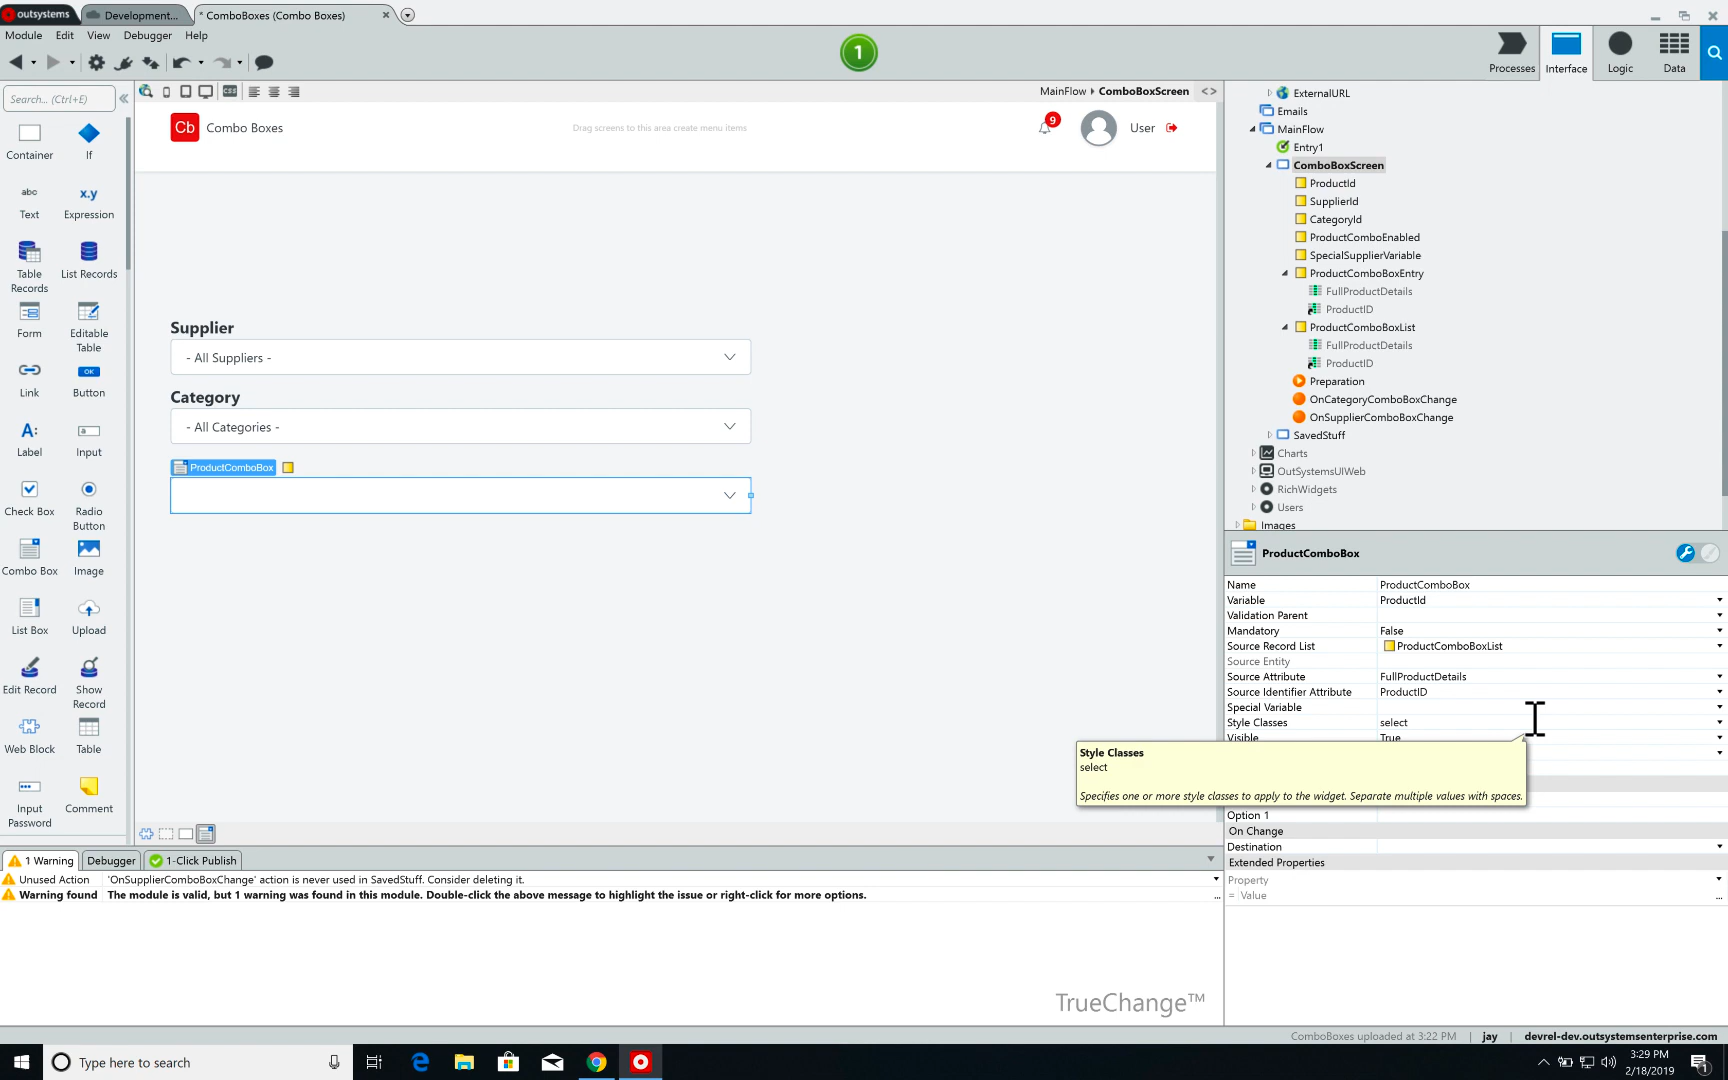 outsystems
Development...
* ComboBoxes (Combo Boxes)
Module Edit View Debugger Help
1
Processes Interface Logic Data
Search... (Ctrl+E)
CSS
MainFlow ComboBoxScreen
Container If
abc x.y
Text Expression
Table Records List Records
Form Editable Table
Link OK Button
A: Label Input
Check Box Radio Button
Combo Box Image
List Box Upload
Edit Record Show Record
Web Block Table
Input Password Comment
Cb Combo Boxes
Drag screens to this area create menu items
9
User
Supplier
- All Suppliers -
Category
- All Categories -
ProductComboBox
ExternalURL
Emails
MainFlow
Entry1
ComboBoxScreen
ProductId
SupplierId
CategoryId
ProductComboEnabled
SpecialSupplierVariable
ProductComboBoxEntry
FullProductDetails
ProductID
ProductComboBoxList
FullProductDetails
ProductID
Preparation
OnCategoryComboBoxChange
OnSupplierComboBoxChange
SavedStuff
Charts
OutSystemsUIWeb
RichWidgets
Users
Images
ProductComboBox
Name ProductComboBox
Variable ProductId
Validation Parent
Mandatory False
Source Record List ProductComboBoxList
Source Entity
Source Attribute FullProductDetails
Source Identifier Attribute ProductID
Special Variable
Style Classes select
Visible True
Style Classes
select
Specifies one or more style classes to apply to the widget. Separate multiple values with spaces.
Option 1
On Change
Destination
Extended Properties
Property
= Value ...
1 Warning Debugger 1-Click Publish
Unused Action 'OnSupplierComboBoxChange' action is never used in SavedStuff. Consider deleting it.
Warning found The module is valid, but 1 warning was found in this module. Double-click the above message to highlight the issue or right-click for more options. ...
TrueChange™
ComboBoxes uploaded at 3:22 PM jay devrel-dev.outsystemsenterprise.com
Type here to search
3:29 PM
2/18/2019
1